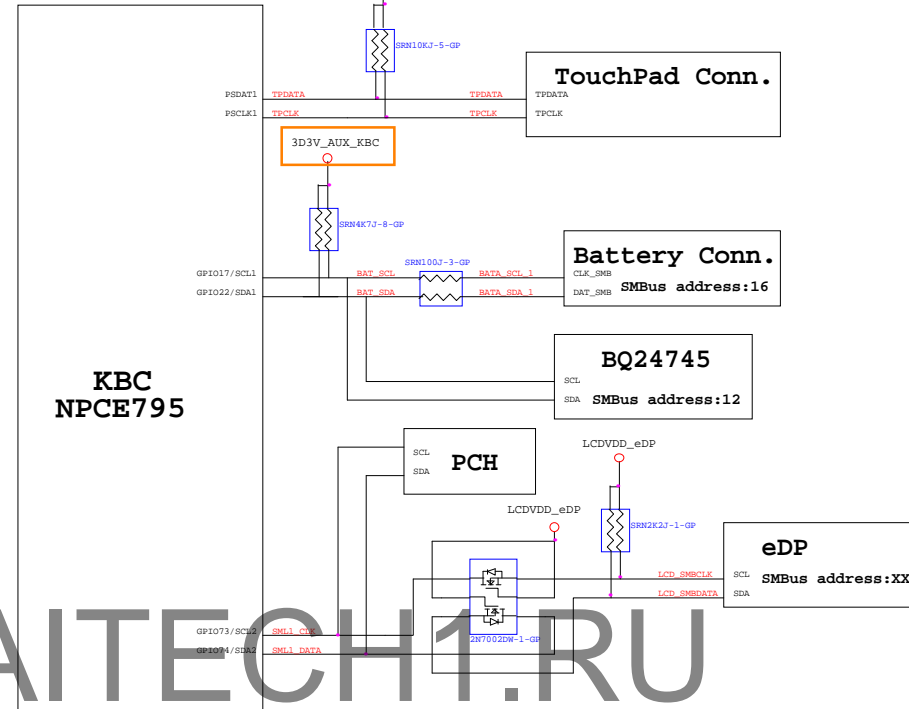 SRN10KJ-5-GP
TouchPad Conn.
PSDAT1 TPDATA TPDATA TPDATA
PSCLK1 TPCLK TPCLK TPCLK
3D3V_AUX_KBC
SRN4K7J-8-GP
Battery Conn.
SRN100J-3-GP
GPIO17/SCL1 BAT_SCL BATA_SCL_1 CLK_SMB
SMBus address:16
GPIO22/SDA1 BAT_SDA BATA_SDA_1 DAT_SMB
BQ24745
KBC
NPCE795
SCL
SDA SMBus address:12
LCDVDD_eDP
SCL
PCH
SDA
LCDVDD_eDP
SRN2K2J-1-GP
eDP
LCD_SMBCLK SCL
SMBus address:XX
LCD_SMBDATA SDA
GPIO73/SCL2 SML1_CLK
2N7002DW-1-GP
GPIO74/SDA2 SML1_DATA
AITECH1.RU